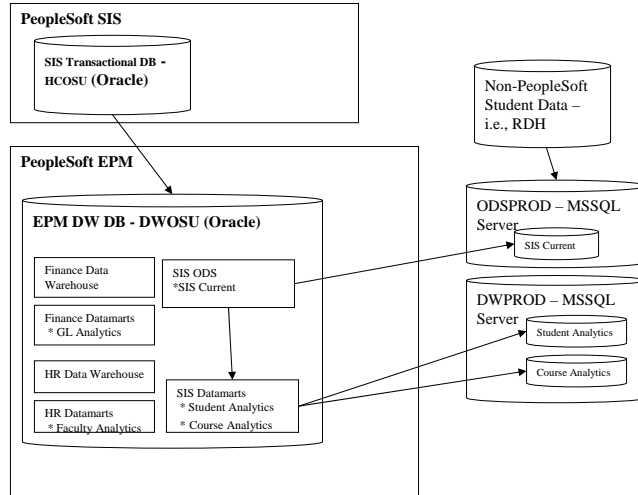 PeopleSoft SIS
SIS Transactional DB -
HCOSU (Oracle)
Non-PeopleSoft
Student Data –
i.e., RDH
PeopleSoft EPM
EPM DW DB - DWOSU (Oracle)
Finance Data
Warehouse
Finance Datamarts
* GL Analytics
HR Data Warehouse
HR Datamarts
* Faculty Analytics
SIS ODS
*SIS Current
SIS Datamarts
* Student Analytics
* Course Analytics
ODSPROD – MSSQL
Server
SIS Current
DWPROD – MSSQL
Server
Student Analytics
Course Analytics